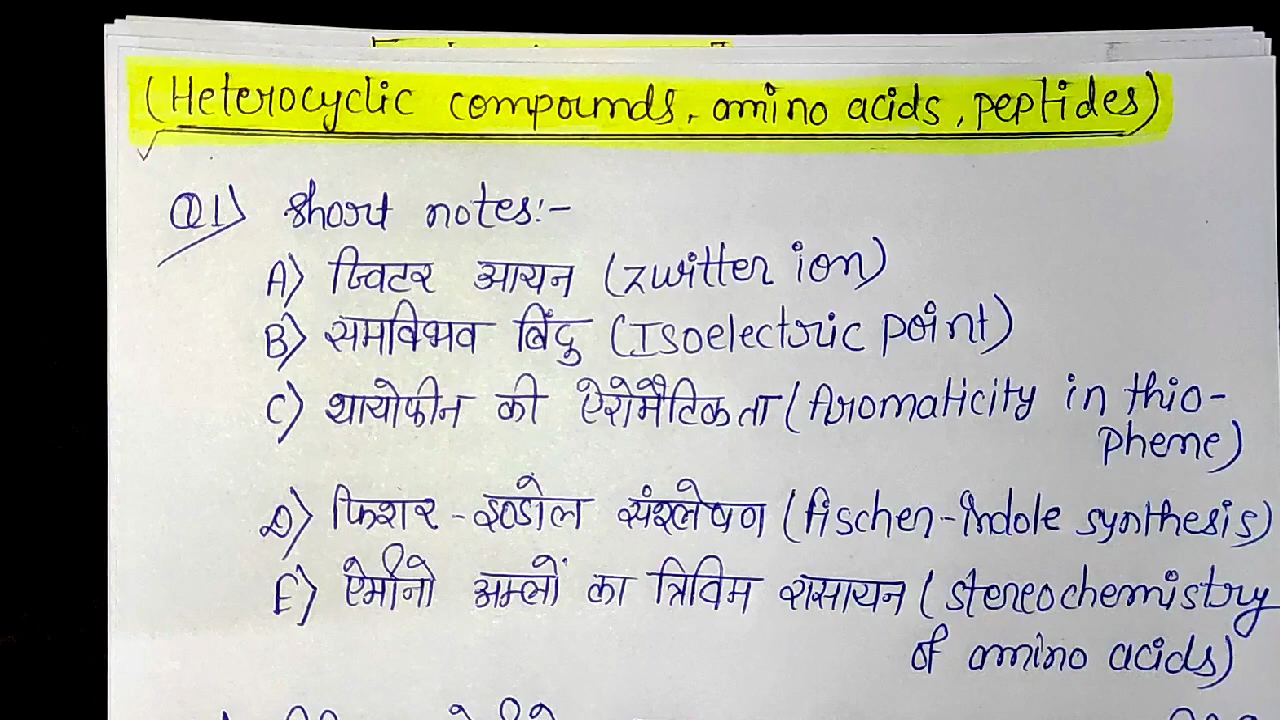 (Heterocyclic compounds, amino acids, peptides)
Q1) Short notes:-
A) ज्विटर आयन (Zwitter ion)
B) समविभव बिंदु (Isoelectric point)
C) थायोफीन की ऐरोमैटिकता (Aromaticity in thio-
phene)
D) फिशर - इण्डोल संश्लेषण (fischer-indole synthesis)
E) ऐमीनो अम्लों का त्रिविम रासायन (stereochemistry
of amino acids)